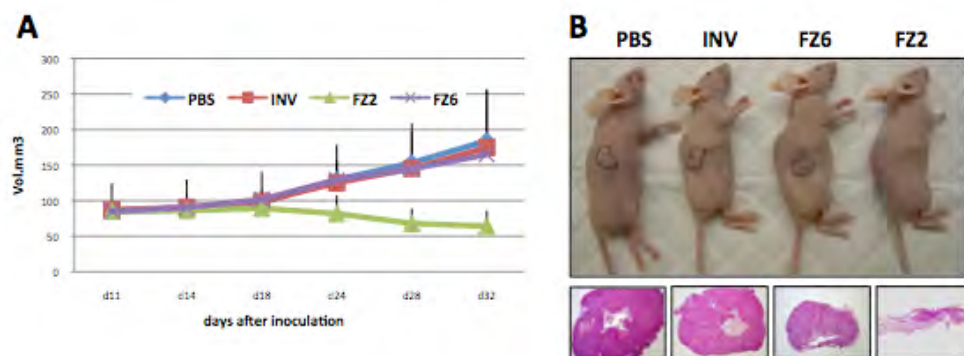 A
300
250
200
150
100
50
0
Vol.mm3
PBS INV FZ2 FZ6
d11 d14 d18 d24 d28 d32
days after inoculation
B
PBS INV FZ6 FZ2